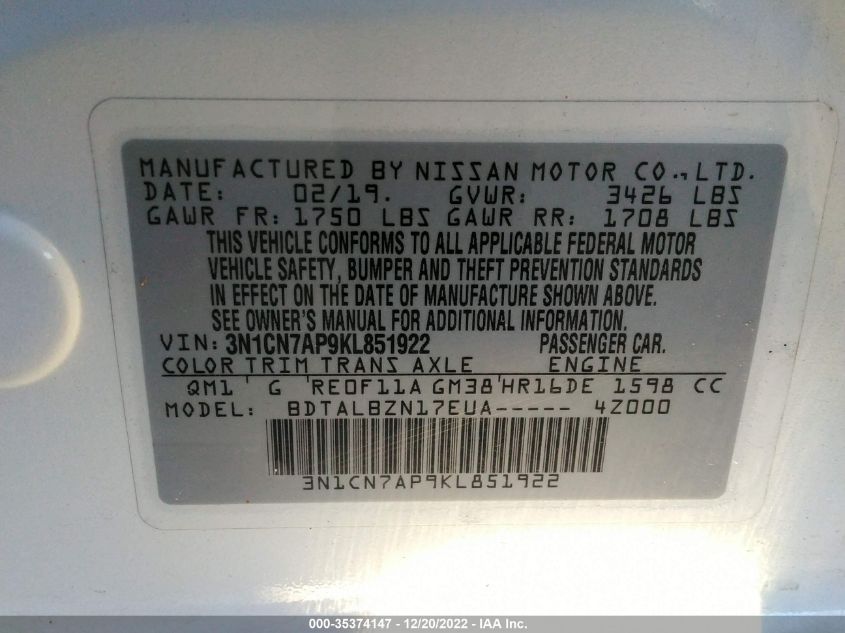 MANUFACTURED BY NISSAN MOTOR CO., LTD.
DATE: 02/19. GVWR: 3426 LBS
GAWR FR: 1750 LBS GAWR RR: 1708 LBS
THIS VEHICLE CONFORMS TO ALL APPLICABLE FEDERAL MOTOR
VEHICLE SAFETY, BUMPER AND THEFT PREVENTION STANDARDS
IN EFFECT ON THE DATE OF MANUFACTURE SHOWN ABOVE.
SEE OWNER'S MANUAL FOR ADDITIONAL INFORMATION.
VIN: 3N1CN7AP9KL851922 PASSENGER CAR.
COLOR TRIM TRANS AXLE ENGINE
QM1 ' G 'RE0F11A GM38'HR16DE 1598 CC
MODEL: BDTALBZN17EUA----- 4Z000
3N1CN7AP9KL851922
000-35374147 - 12/20/2022 - IAA Inc.